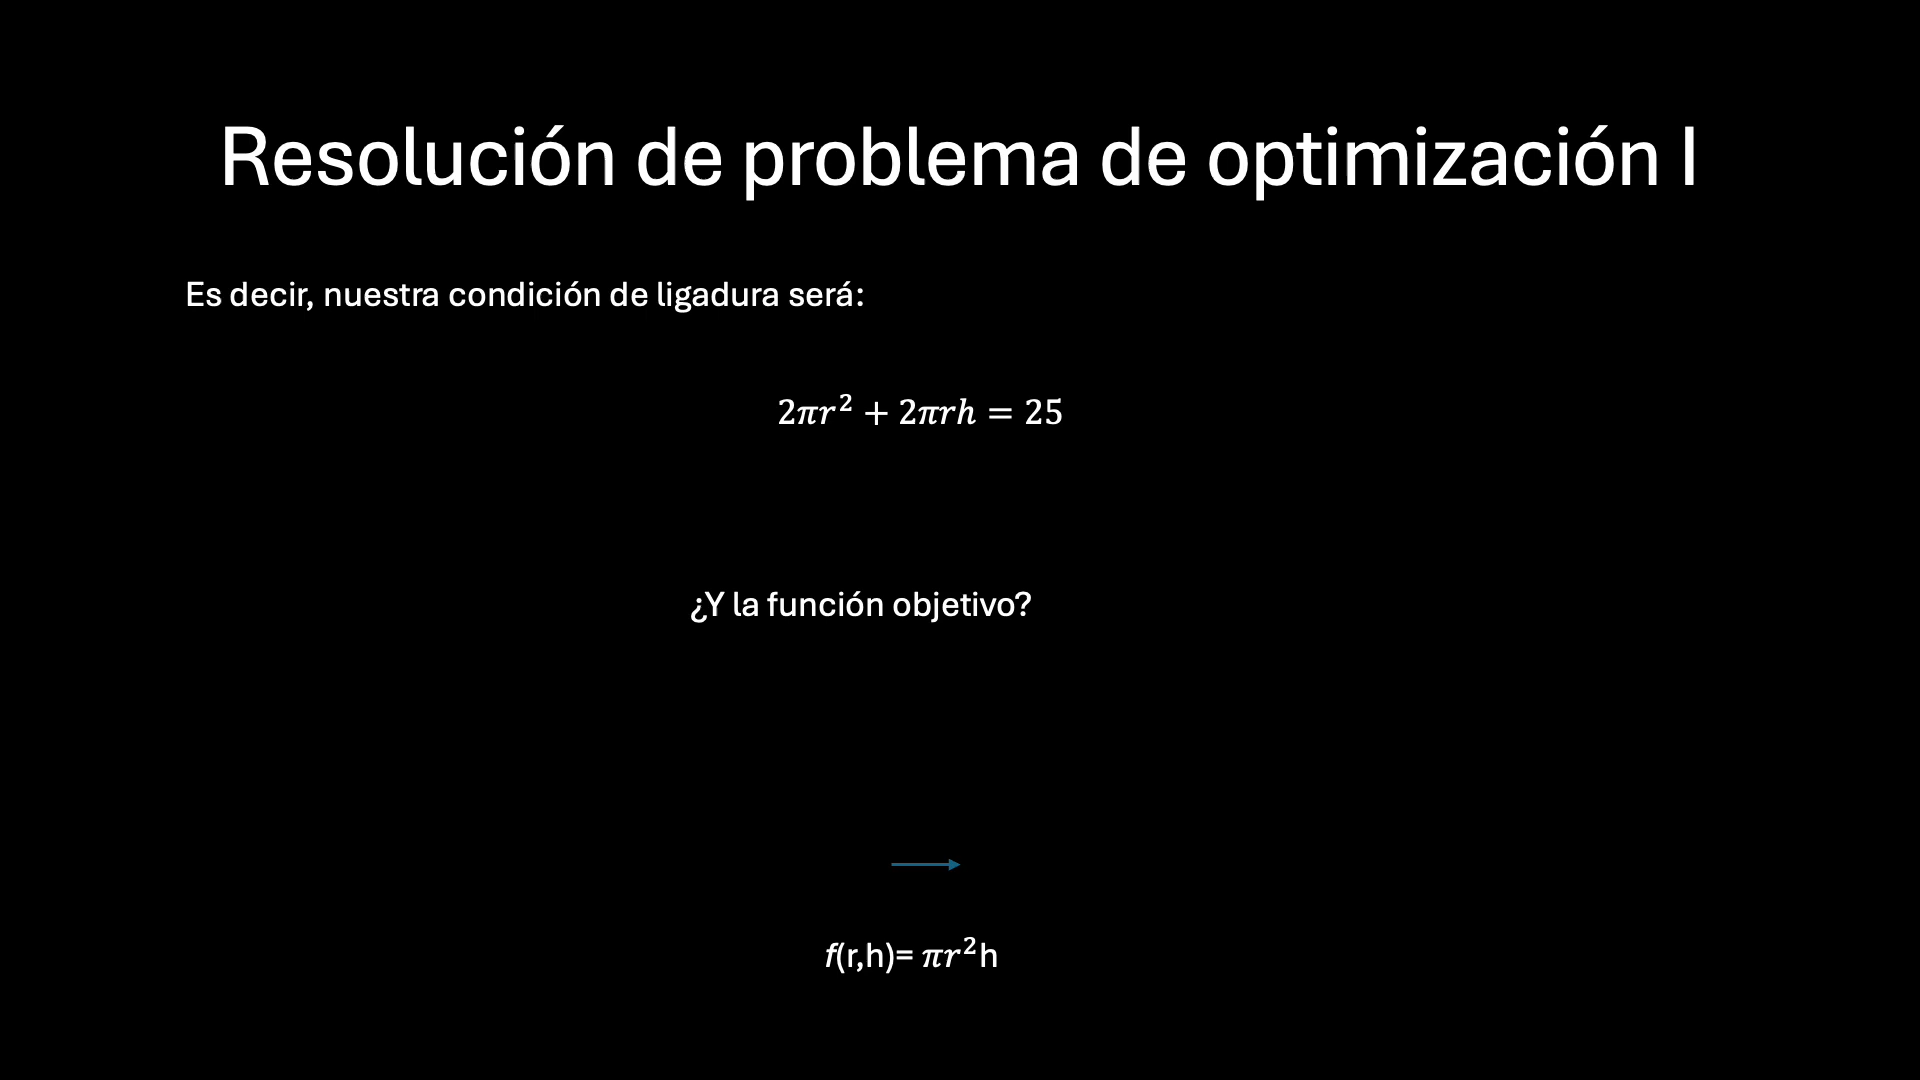 Resolución de problema de optimización I
Es decir, nuestra condición de ligadura será:
2πr² + 2πrh = 25
¿Y la función objetivo?
f(r,h)= πr²h